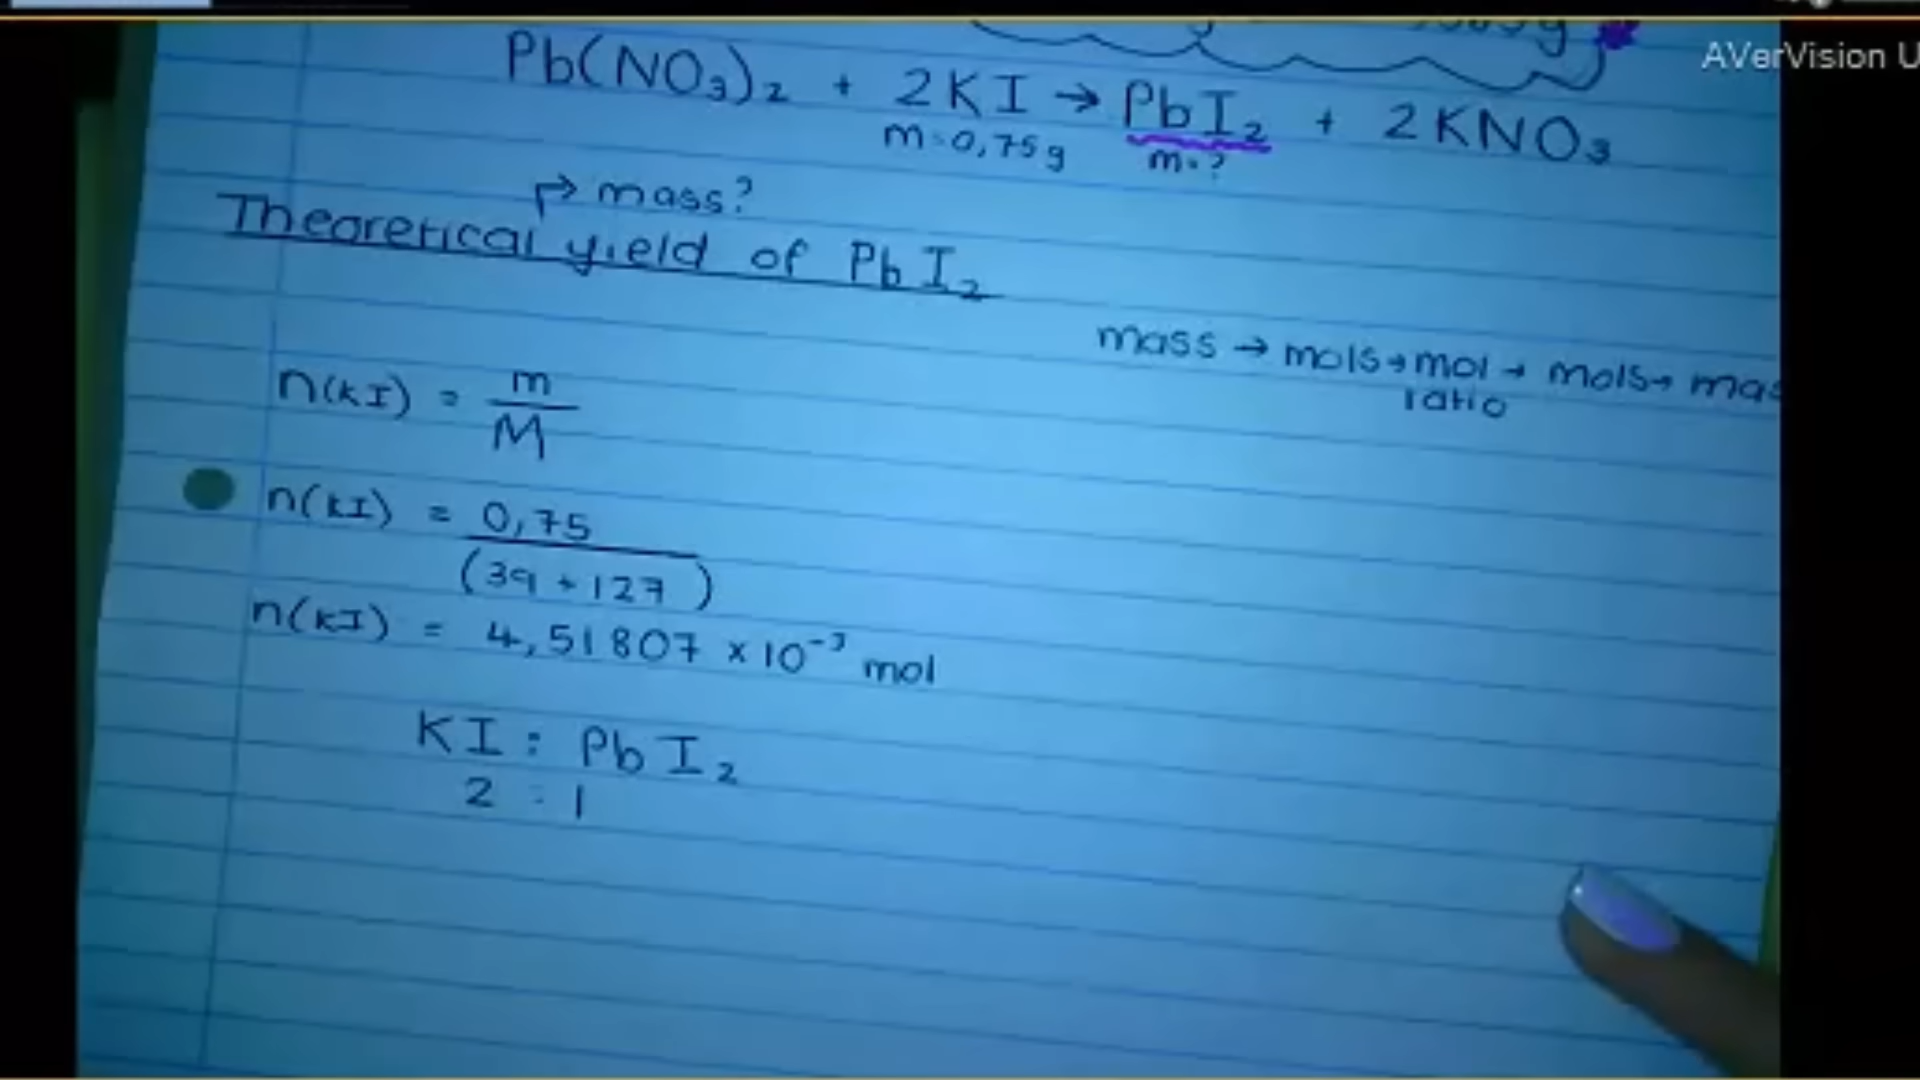 AVerVision U
Pb(NO₃)₂ + 2KI → PbI₂ + 2KNO₃
m=0,75g m=?
↱ mass?
Theoretical yield of PbI₂
mass → mols → mol → mols → mas
ratio
n(KI) = m
M
n(KI) = 0,75
(39 + 127)
n(KI) = 4,51807 × 10⁻³ mol
KI : PbI₂
2 : 1